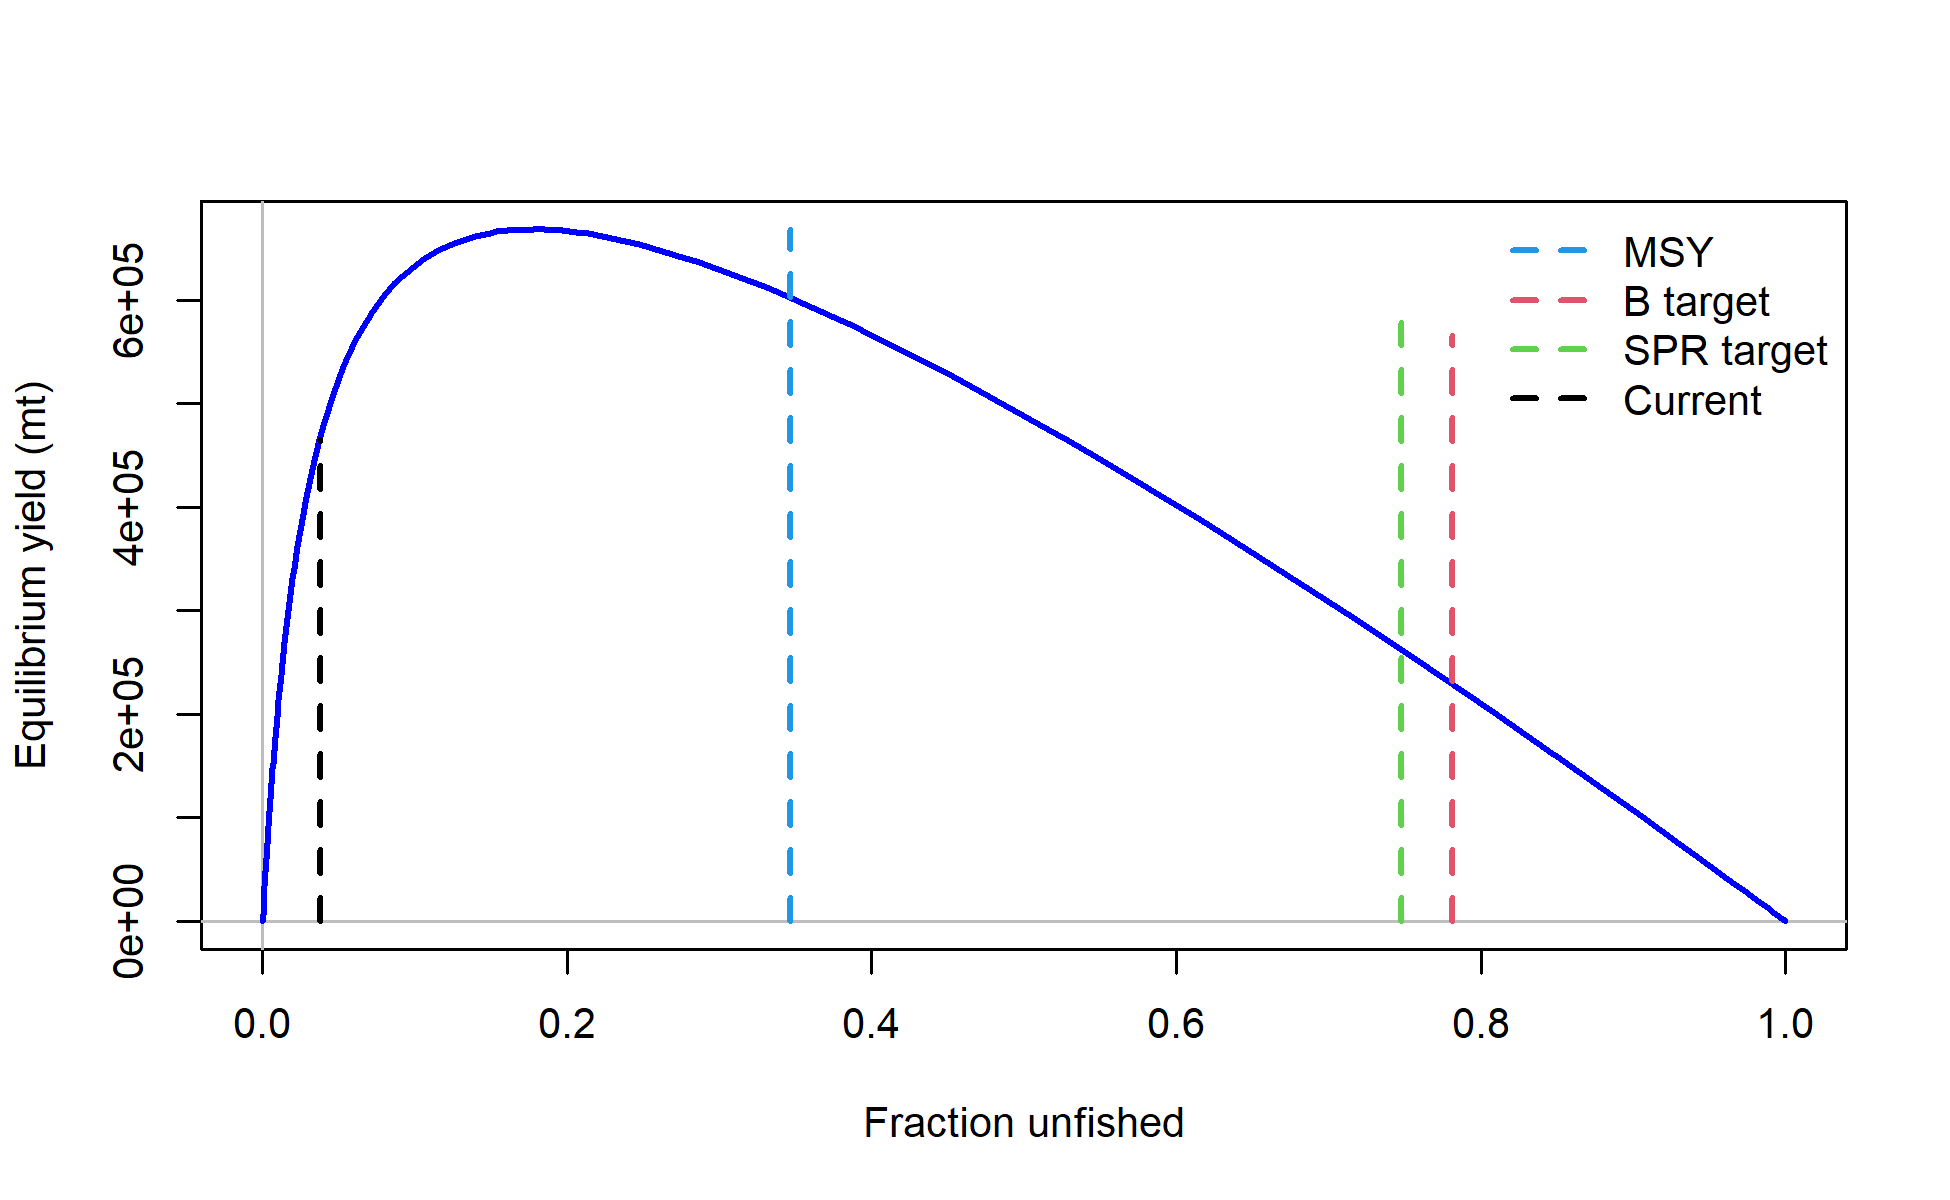 MSY
B target
SPR target
Current
Equilibrium yield (mt)
6e+05
4e+05
2e+05
0e+00
0.0 0.2 0.4 0.6 0.8 1.0
Fraction unfished